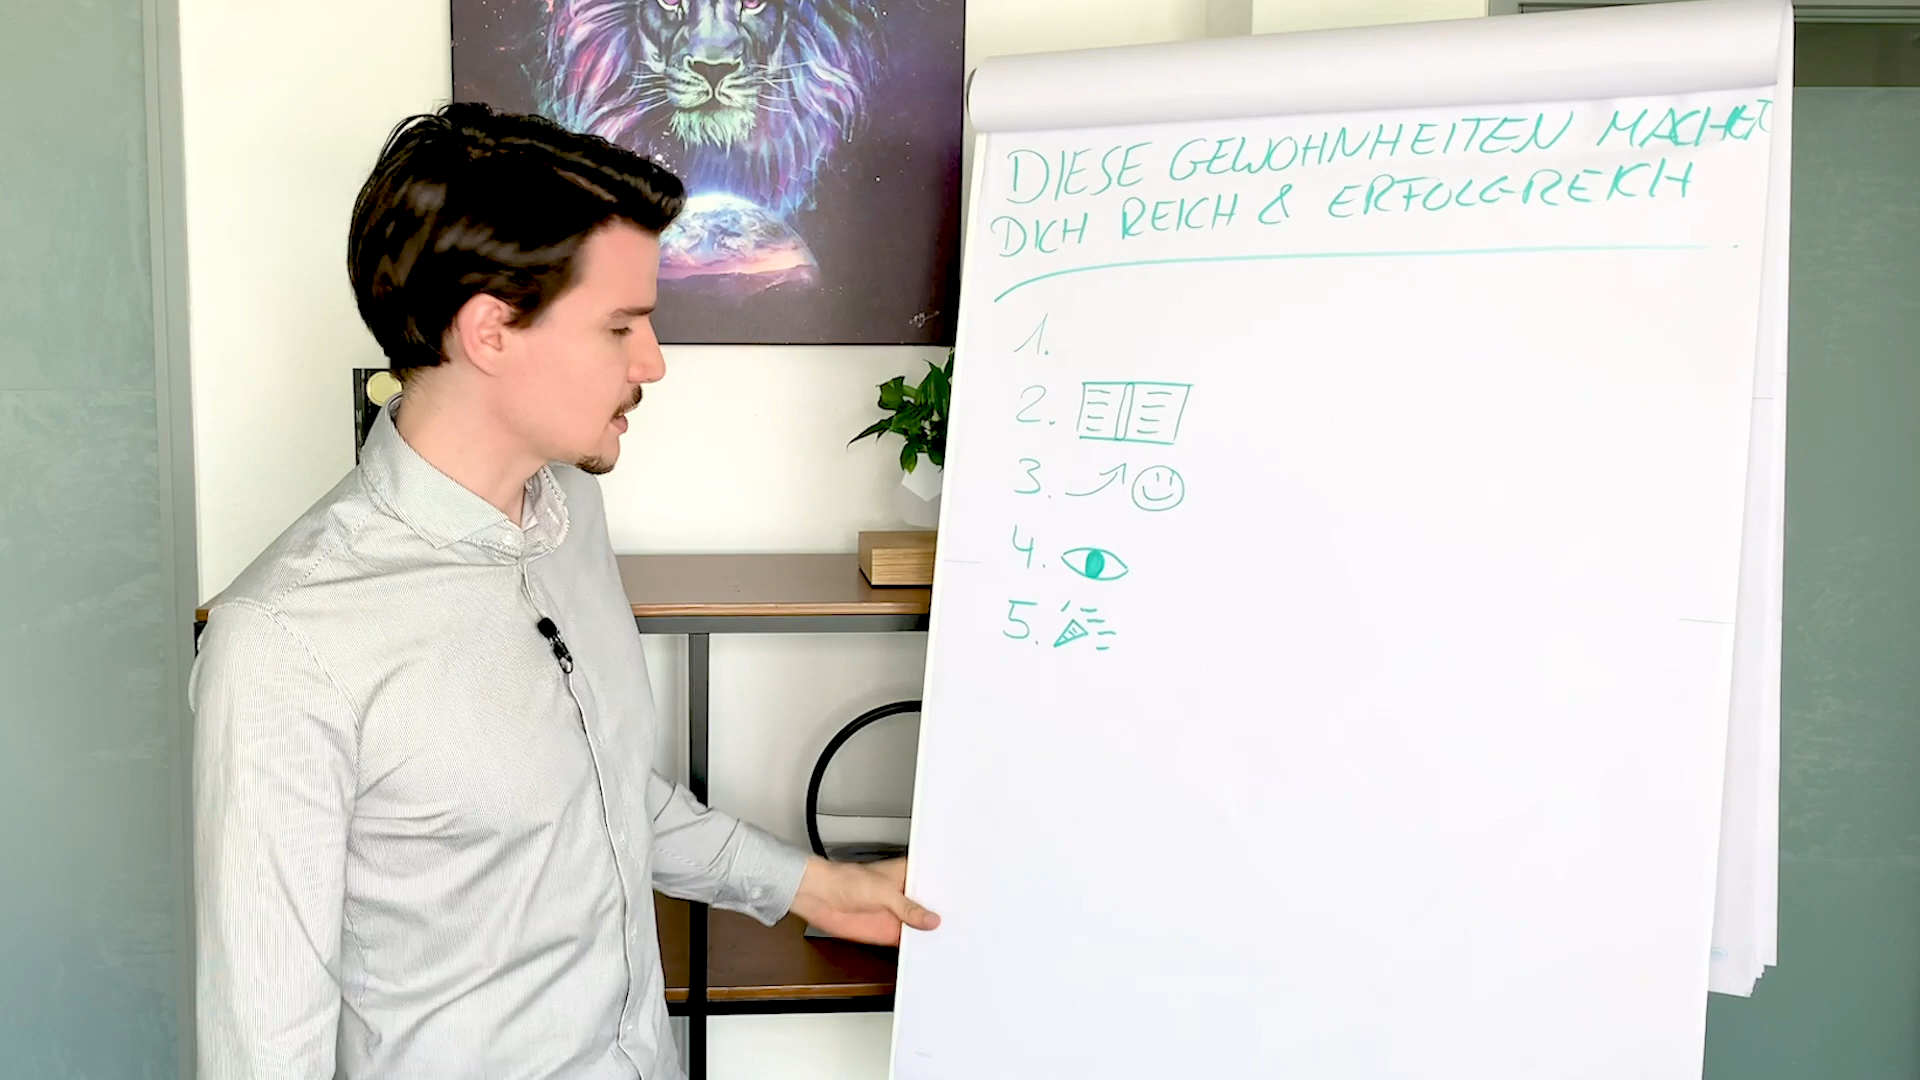 DIESE GEWOHNHEITEN MACHEN
DICH REICH & ERFOLGREICH
1.
2.
3.
4.
5.